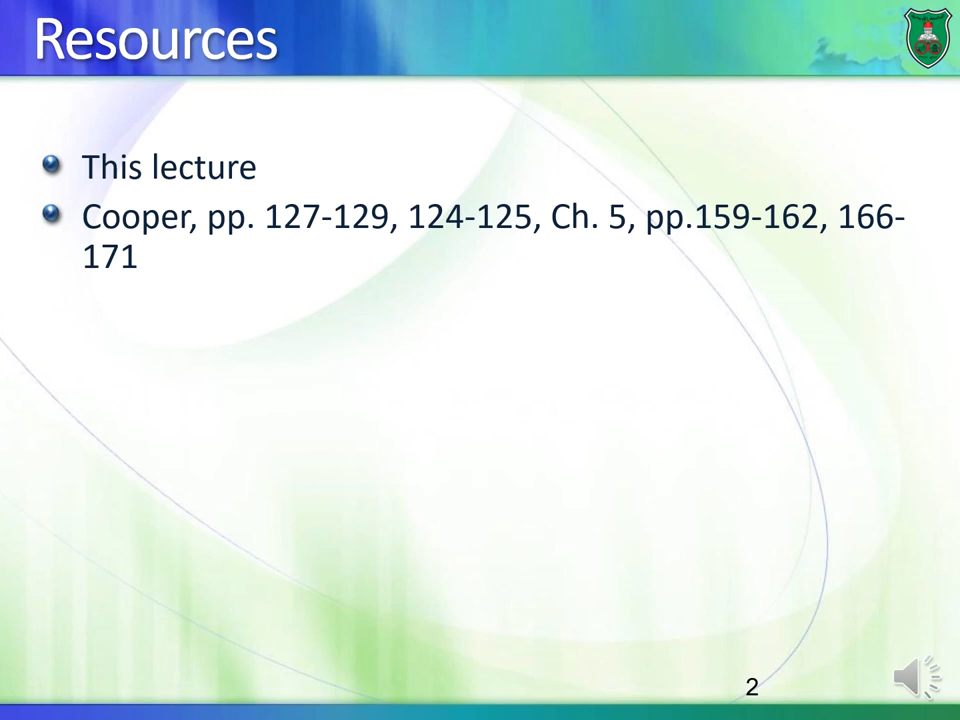 Resources
This lecture
Cooper, pp. 127-129, 124-125, Ch. 5, pp.159-162, 166-
171
2